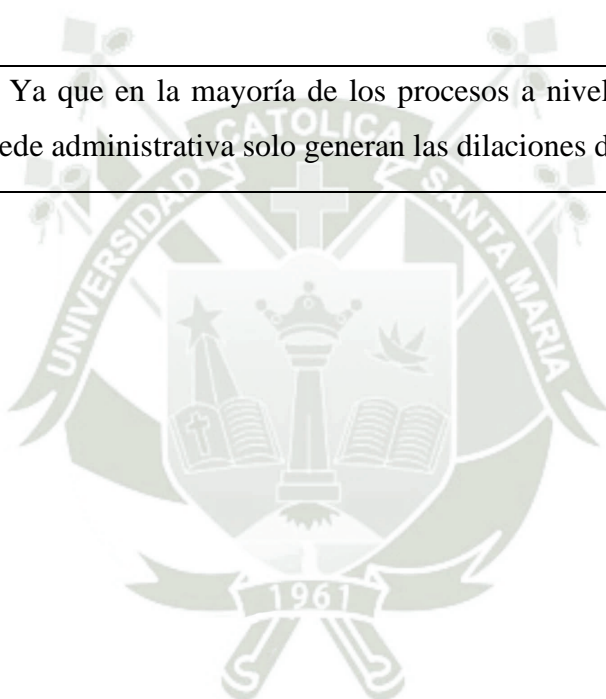 Ya que en la mayoría de los procesos a nivel
ede administrativa solo generan las dilaciones d
UNIVERSIDAD CATOLICA SANTA MARIA
1961